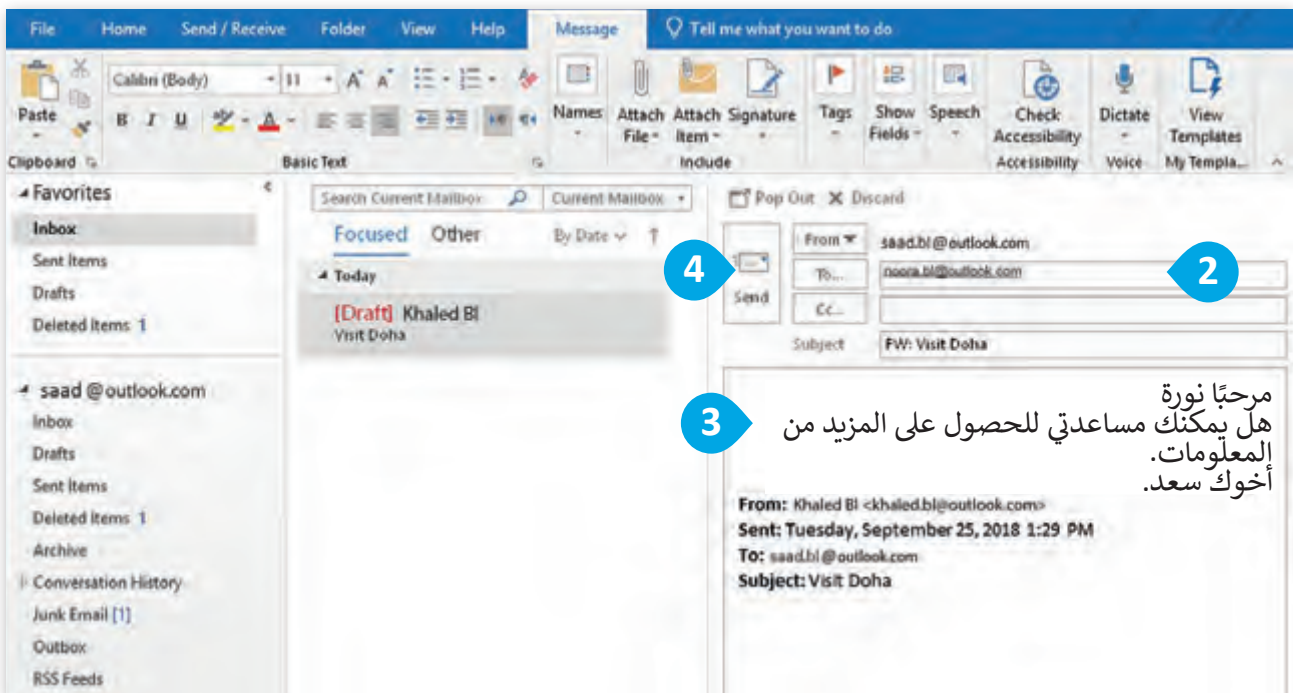 File Home Send / Receive Folder View Help Message Tell me what you want to do
Calibri (Body) 11 A A
Paste B I U A Names Attach File Attach Item Signature Tags Show Fields Speech Check Accessibility Dictate View Templates
Clipboard Basic Text Include Accessibility Voice My Templa...
Favorites
Inbox
Sent Items
Drafts
Deleted Items 1
saad @outlook.com
Inbox
Drafts
Sent Items
Deleted Items 1
Archive
Conversation History
Junk Email [1]
Outbox
RSS Feeds
Search Current Mailbox Current Mailbox
Focused Other By Date
Today
[Draft] Khaled Bl
Visit Doha
Pop Out Discard
From saad.bl@outlook.com
4 Send
To... noora.bl@outlook.com 2
Cc...
Subject FW: Visit Doha
3
مرحبًا نورة
هل يمكنك مساعدتي للحصول على المزيد من
المعلومات.
أخوك سعد.
From: Khaled Bl <khaled.bl@outlook.com>
Sent: Tuesday, September 25, 2018 1:29 PM
To: saad.bl@outlook.com
Subject: Visit Doha